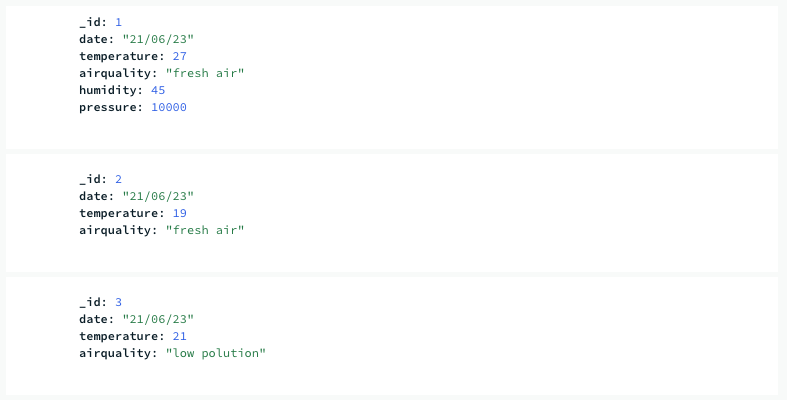 _id: 1
date: "21/06/23"
temperature: 27
airquality: "fresh air"
humidity: 45
pressure: 10000
_id: 2
date: "21/06/23"
temperature: 19
airquality: "fresh air"
_id: 3
date: "21/06/23"
temperature: 21
airquality: "low polution"